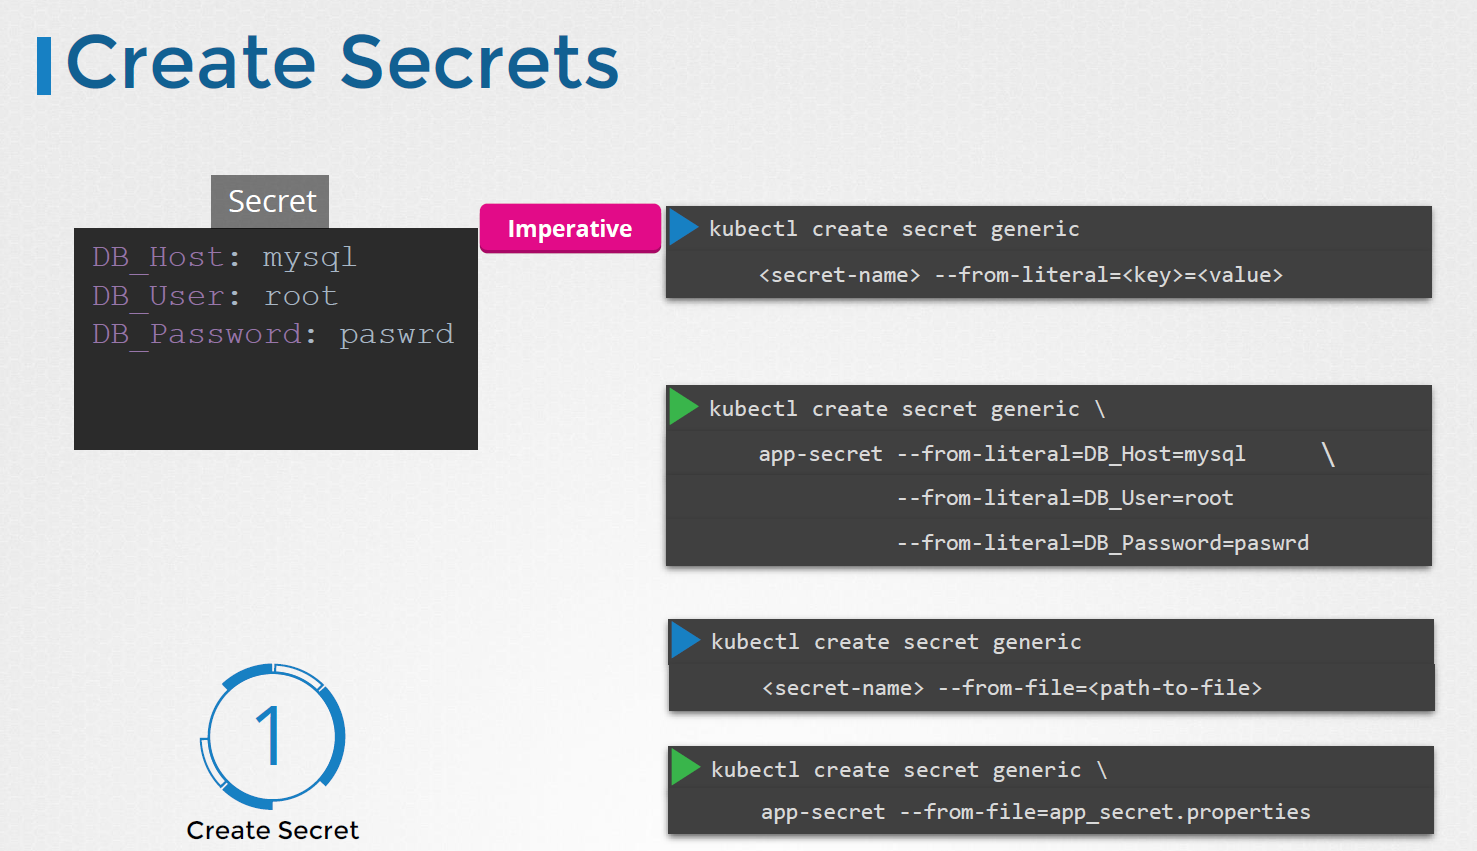 Create Secrets
Secret
DB_Host: mysql
DB_User: root
DB_Password: paswrd
Imperative
kubectl create secret generic
<secret-name> --from-literal=<key>=<value>
kubectl create secret generic \
app-secret --from-literal=DB_Host=mysql \
--from-literal=DB_User=root
--from-literal=DB_Password=paswrd
kubectl create secret generic
<secret-name> --from-file=<path-to-file>
kubectl create secret generic \
app-secret --from-file=app_secret.properties
1
Create Secret